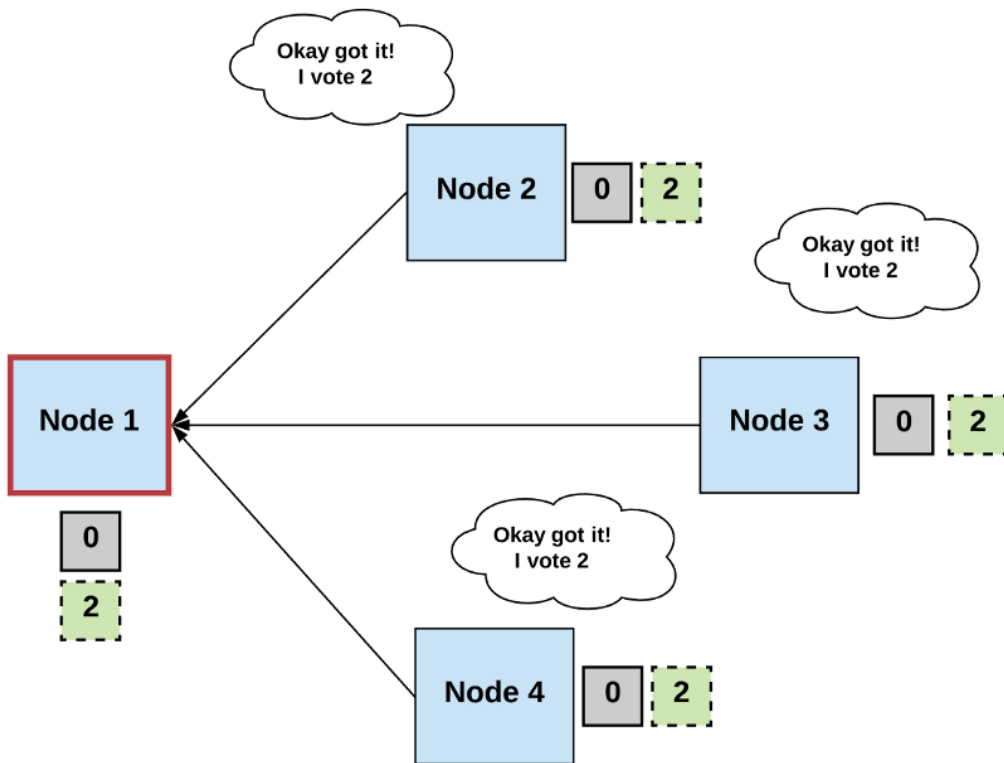 Okay got it!
I vote 2
Node 2
0
2
Okay got it!
I vote 2
Node 1
0
2
Node 3
0
2
Okay got it!
I vote 2
Node 4
0
2